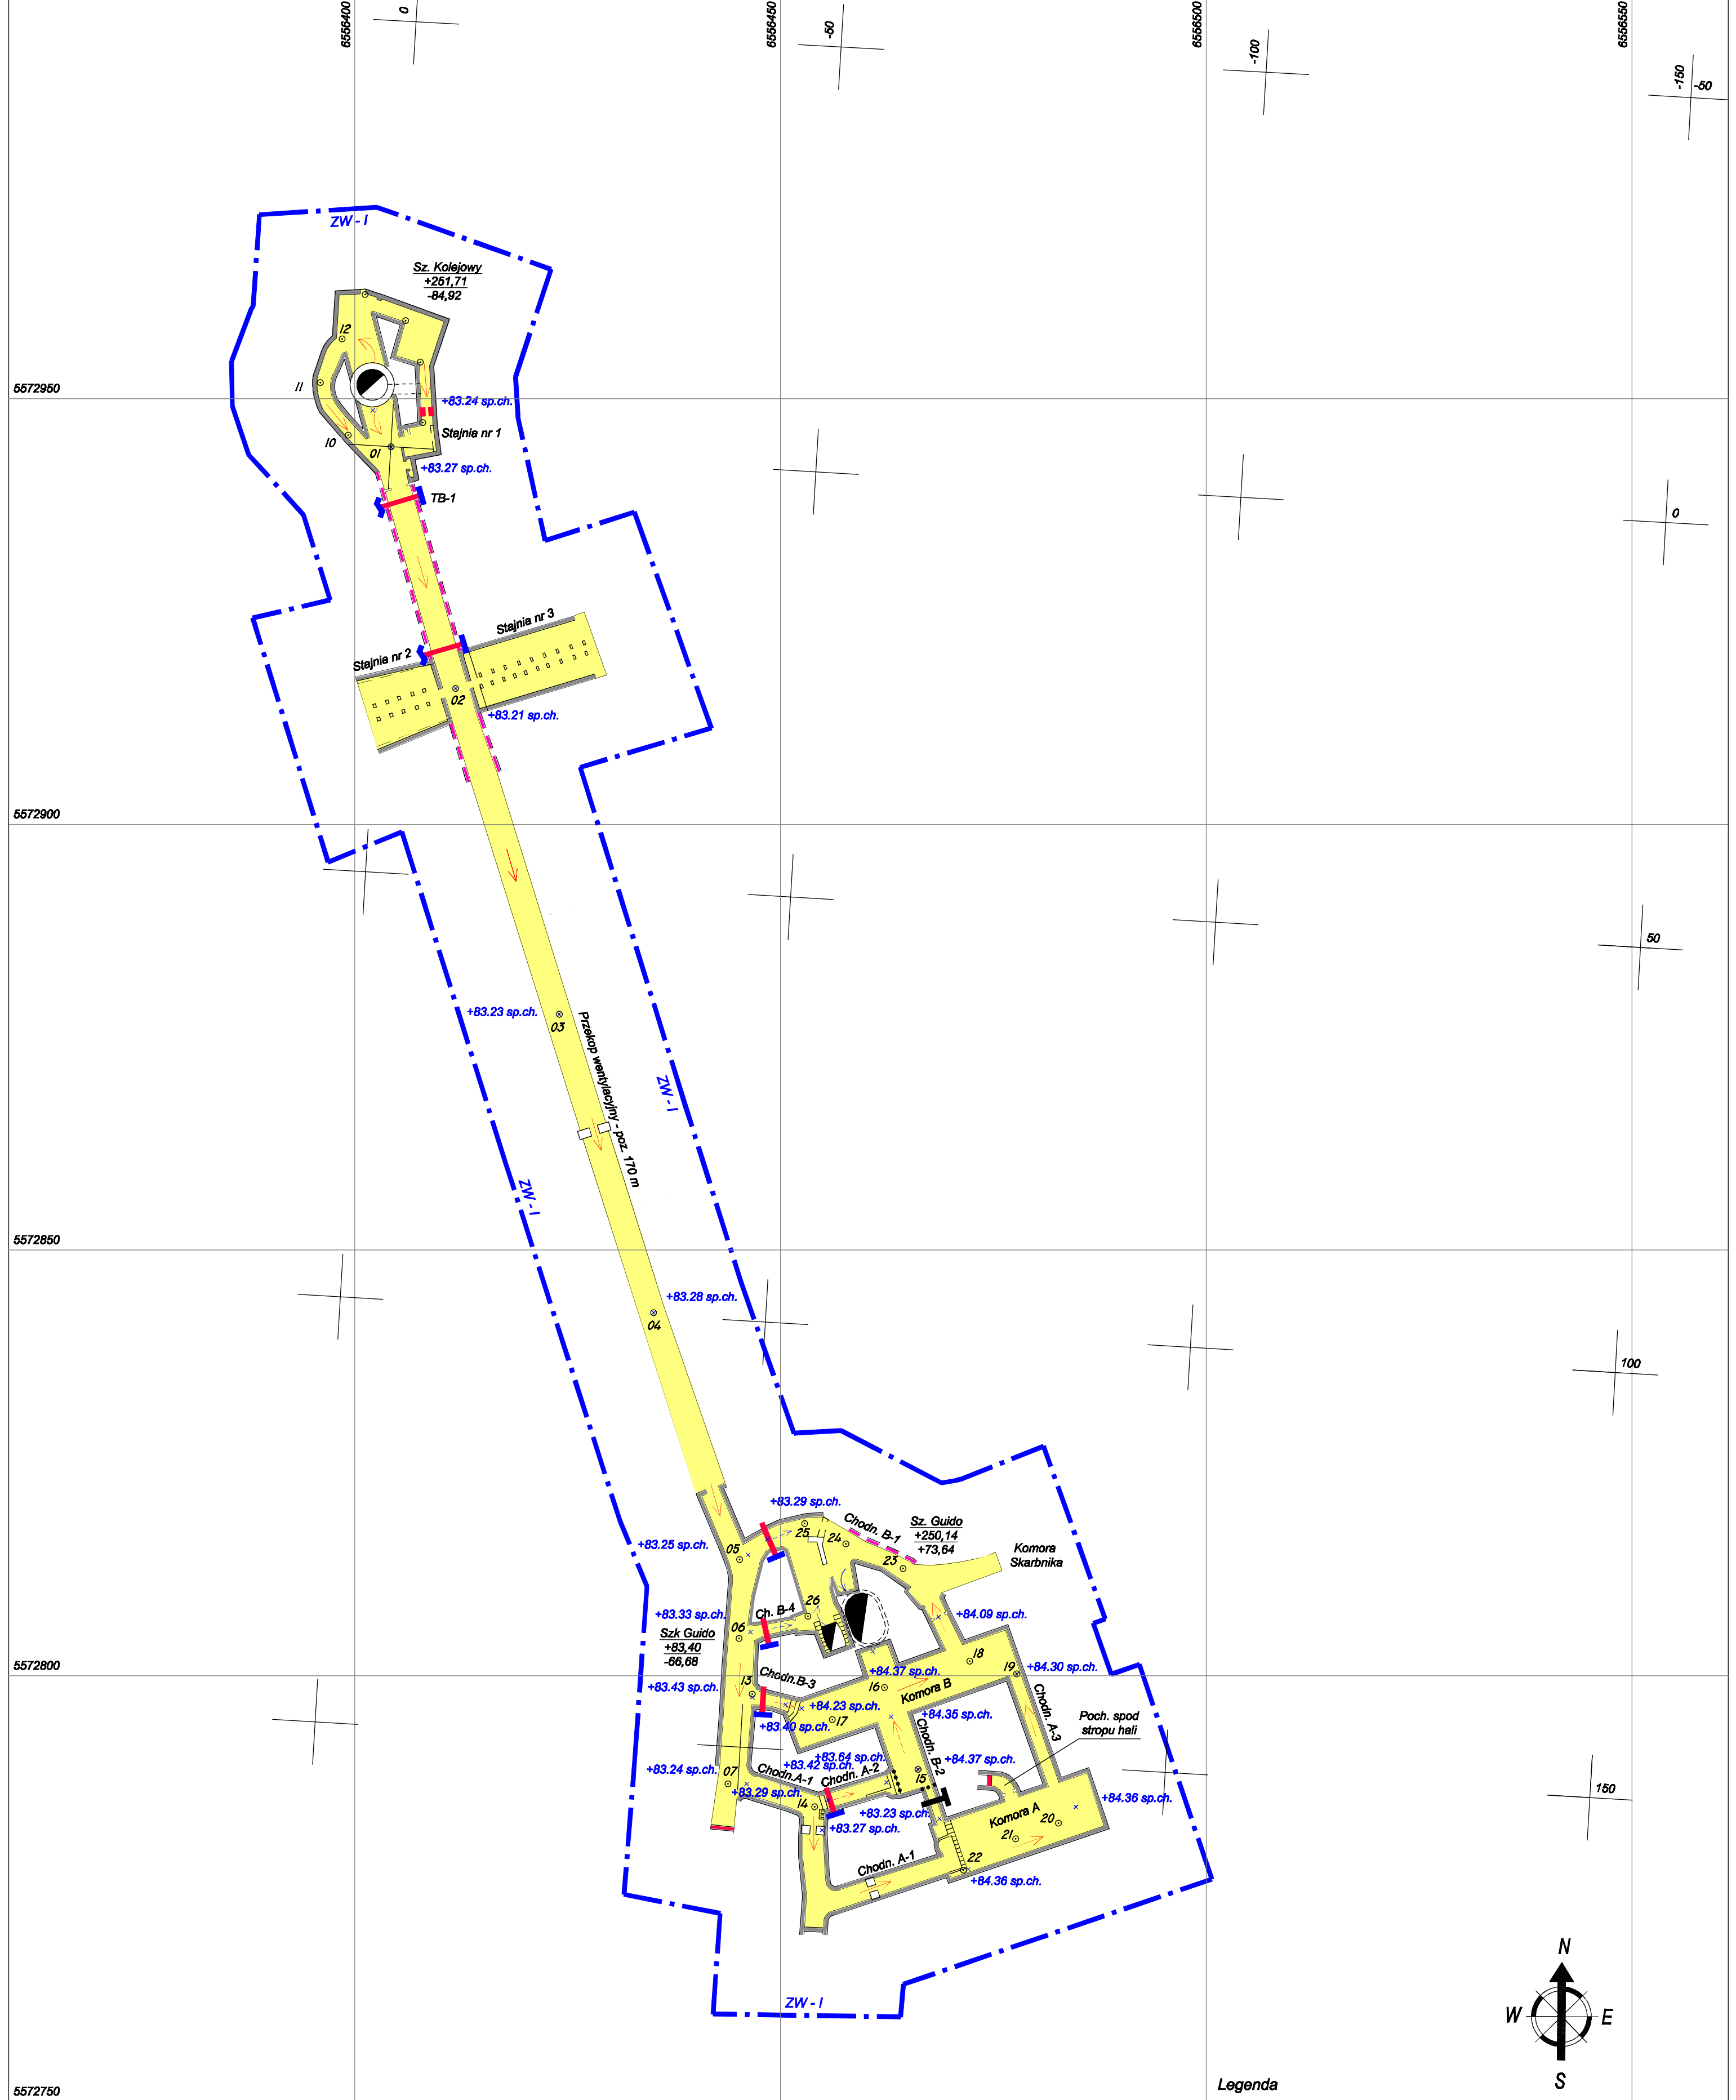 6556400
0
6556450
-50
6556500
-100
6556550
-150
-50
ZW - I
Sz. Kolejowy
+251,71
-84,92
12
11
5572950
+83.24 sp.ch.
Stajnia nr 1
10
01
+83.27 sp.ch.
TB-1
0
Stajnia nr 3
Stajnia nr 2
02
+83.21 sp.ch.
5572900
50
+83.23 sp.ch.
03
Przekop wentylacyjny - poz. 170 m
ZW - I
ZW - I
5572850
+83.28 sp.ch.
04
100
+83.29 sp.ch.
25
24
Chodn. B-1
Sz. Guido
+250,14
+73,64
Komora
Skarbnika
+83.25 sp.ch.
05
23
26
Ch. B-4
+83.33 sp.ch.
06
+84.09 sp.ch.
Szk Guido
+83,40
-66,68
18
19
+84.30 sp.ch.
5572800
Chodn.B-3
+84.37 sp.ch.
13
16
Komora B
+83.43 sp.ch.
+84.23 sp.ch.
17
+84.35 sp.ch.
Chodn. A-3
Poch. spod
stropu hali
+83.40 sp.ch.
Chodn. B-2
+83.64 sp.ch.
+83.42 sp.ch.
+84.37 sp.ch.
+83.24 sp.ch.
07
Chodn.A-1
Chodn. A-2
15
+83.29 sp.ch.
14
+83.23 sp.ch.
+84.36 sp.ch.
150
Komora A
20
21
+83.27 sp.ch.
Chodn. A-1
22
+84.36 sp.ch.
ZW - I
N
W
E
S
5572750
Legenda